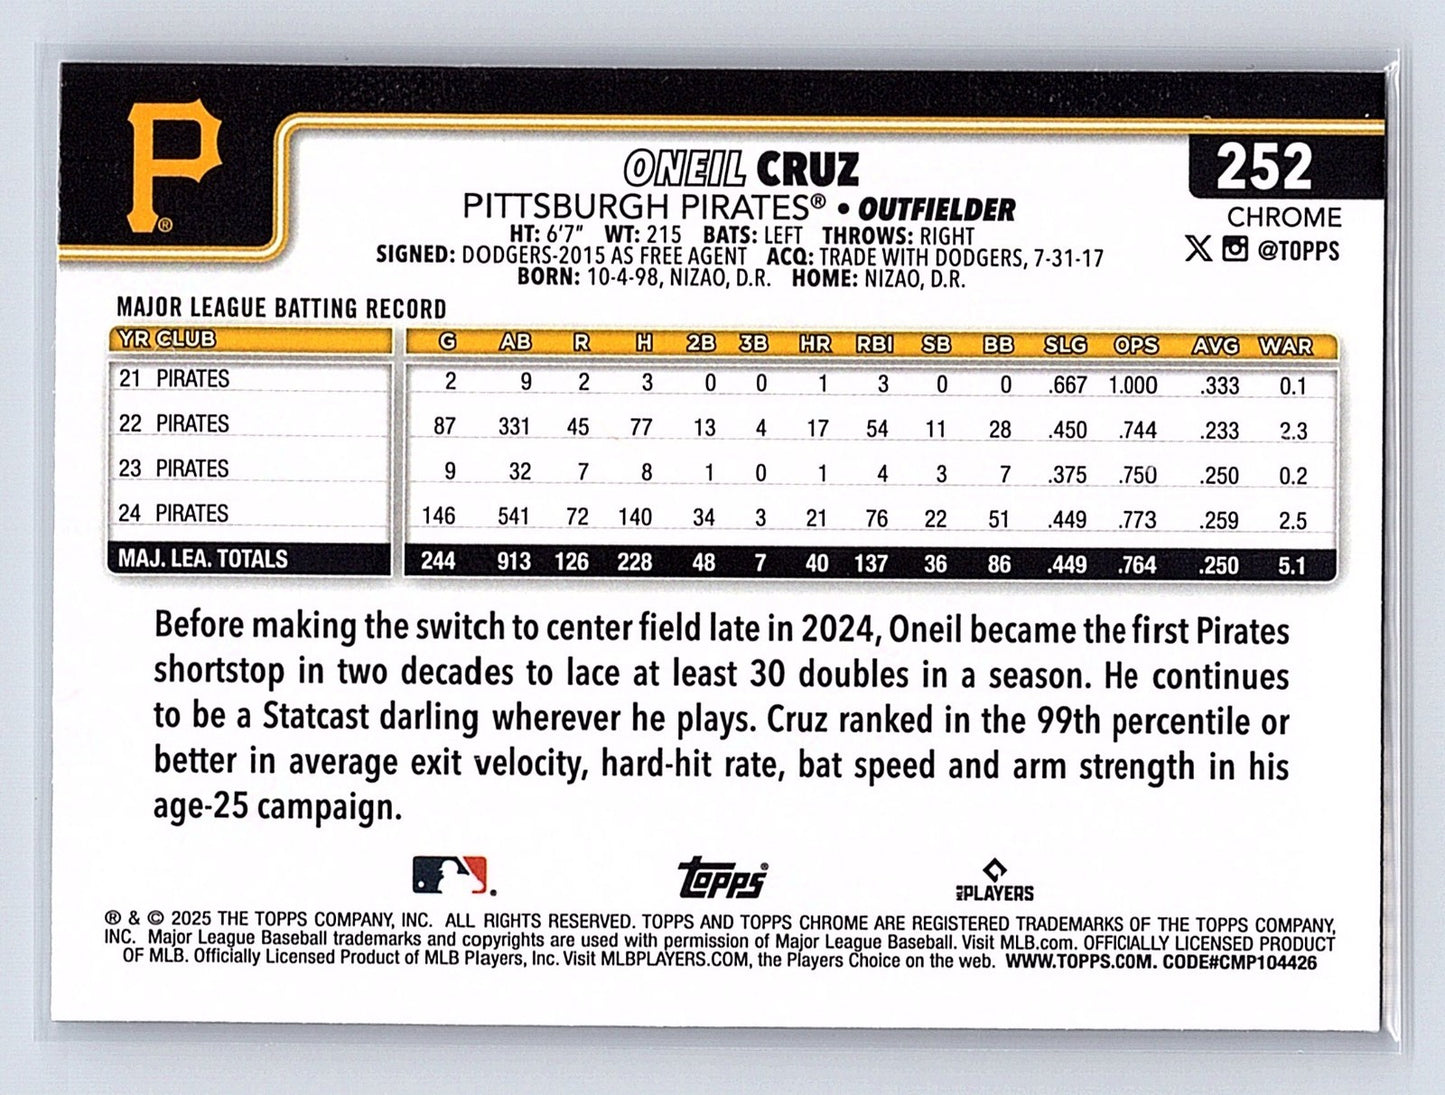 P®
ONEIL CRUZ
252
PITTSBURGH PIRATES® • OUTFIELDER
CHROME
HT: 6'7" WT: 215 BATS: LEFT THROWS: RIGHT
@TOPPS
SIGNED: DODGERS-2015 AS FREE AGENT ACQ: TRADE WITH DODGERS, 7-31-17
BORN: 10-4-98, NIZAO, D.R. HOME: NIZAO, D.R.
MAJOR LEAGUE BATTING RECORD
YR CLUB G AB R H 2B 3B HR RBI SB BB SLG OPS AVG WAR
21 PIRATES 2 9 2 3 0 0 1 3 0 0 .667 1.000 .333 0.1
22 PIRATES 87 331 45 77 13 4 17 54 11 28 .450 .744 .233 2.3
23 PIRATES 9 32 7 8 1 0 1 4 3 7 .375 .750 .250 0.2
24 PIRATES 146 541 72 140 34 3 21 76 22 51 .449 .773 .259 2.5
MAJ. LEA. TOTALS 244 913 126 228 48 7 40 137 36 86 .449 .764 .250 5.1
Before making the switch to center field late in 2024, Oneil became the first Pirates
shortstop in two decades to lace at least 30 doubles in a season. He continues
to be a Statcast darling wherever he plays. Cruz ranked in the 99th percentile or
better in average exit velocity, hard-hit rate, bat speed and arm strength in his
age-25 campaign.
Topps®
MLBPLAYERS
® & © 2025 THE TOPPS COMPANY, INC. ALL RIGHTS RESERVED. TOPPS AND TOPPS CHROME ARE REGISTERED TRADEMARKS OF THE TOPPS COMPANY,
INC. Major League Baseball trademarks and copyrights are used with permission of Major League Baseball. Visit MLB.com. OFFICIALLY LICENSED PRODUCT
OF MLB. Officially Licensed Product of MLB Players, Inc. Visit MLBPLAYERS.COM, the Players Choice on the web. WWW.TOPPS.COM. CODE#CMP104426